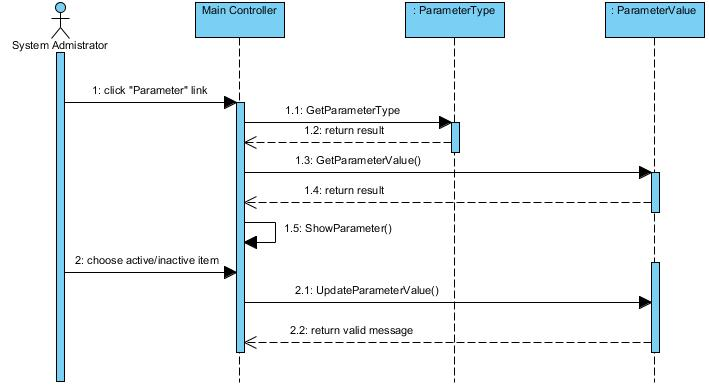 Main Controller
: ParameterType
: ParameterValue
System Admistrator
1: click "Parameter" link
1.1: GetParameterType
1.2: return result
1.3: GetParameterValue()
1.4: return result
1.5: ShowParameter()
2: choose active/inactive item
2.1: UpdateParameterValue()
2.2: return valid message